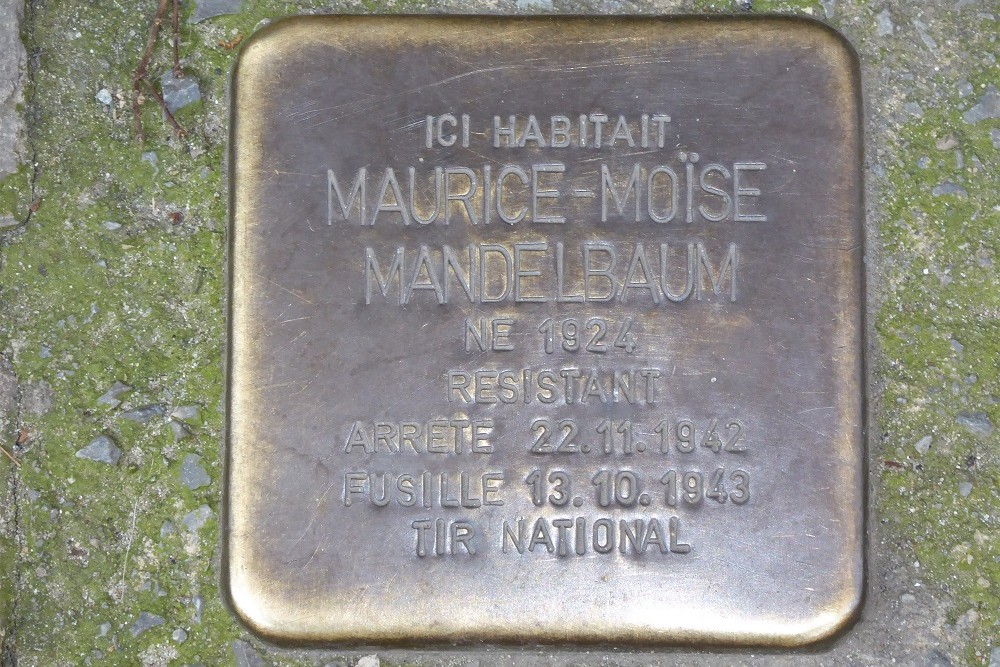 ICI HABITAIT
MAURICE-MOÏSE
MANDELBAUM
NE 1924
RESISTANT
ARRETE 22.11.1942
FUSILLE 13.10.1943
TIR NATIONAL